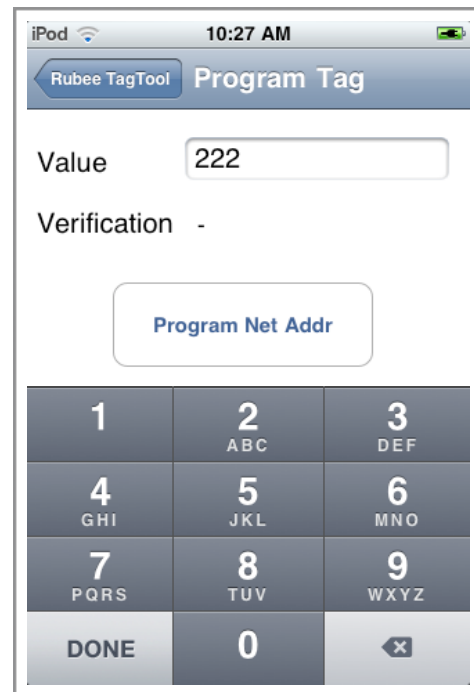 iPod 10:27 AM
Rubee TagTool Program Tag
Value 222
Verification -
Program Net Addr
1 2 3
ABC DEF
4 5 6
GHI JKL MNO
7 8 9
PQRS TUV WXYZ
DONE 0